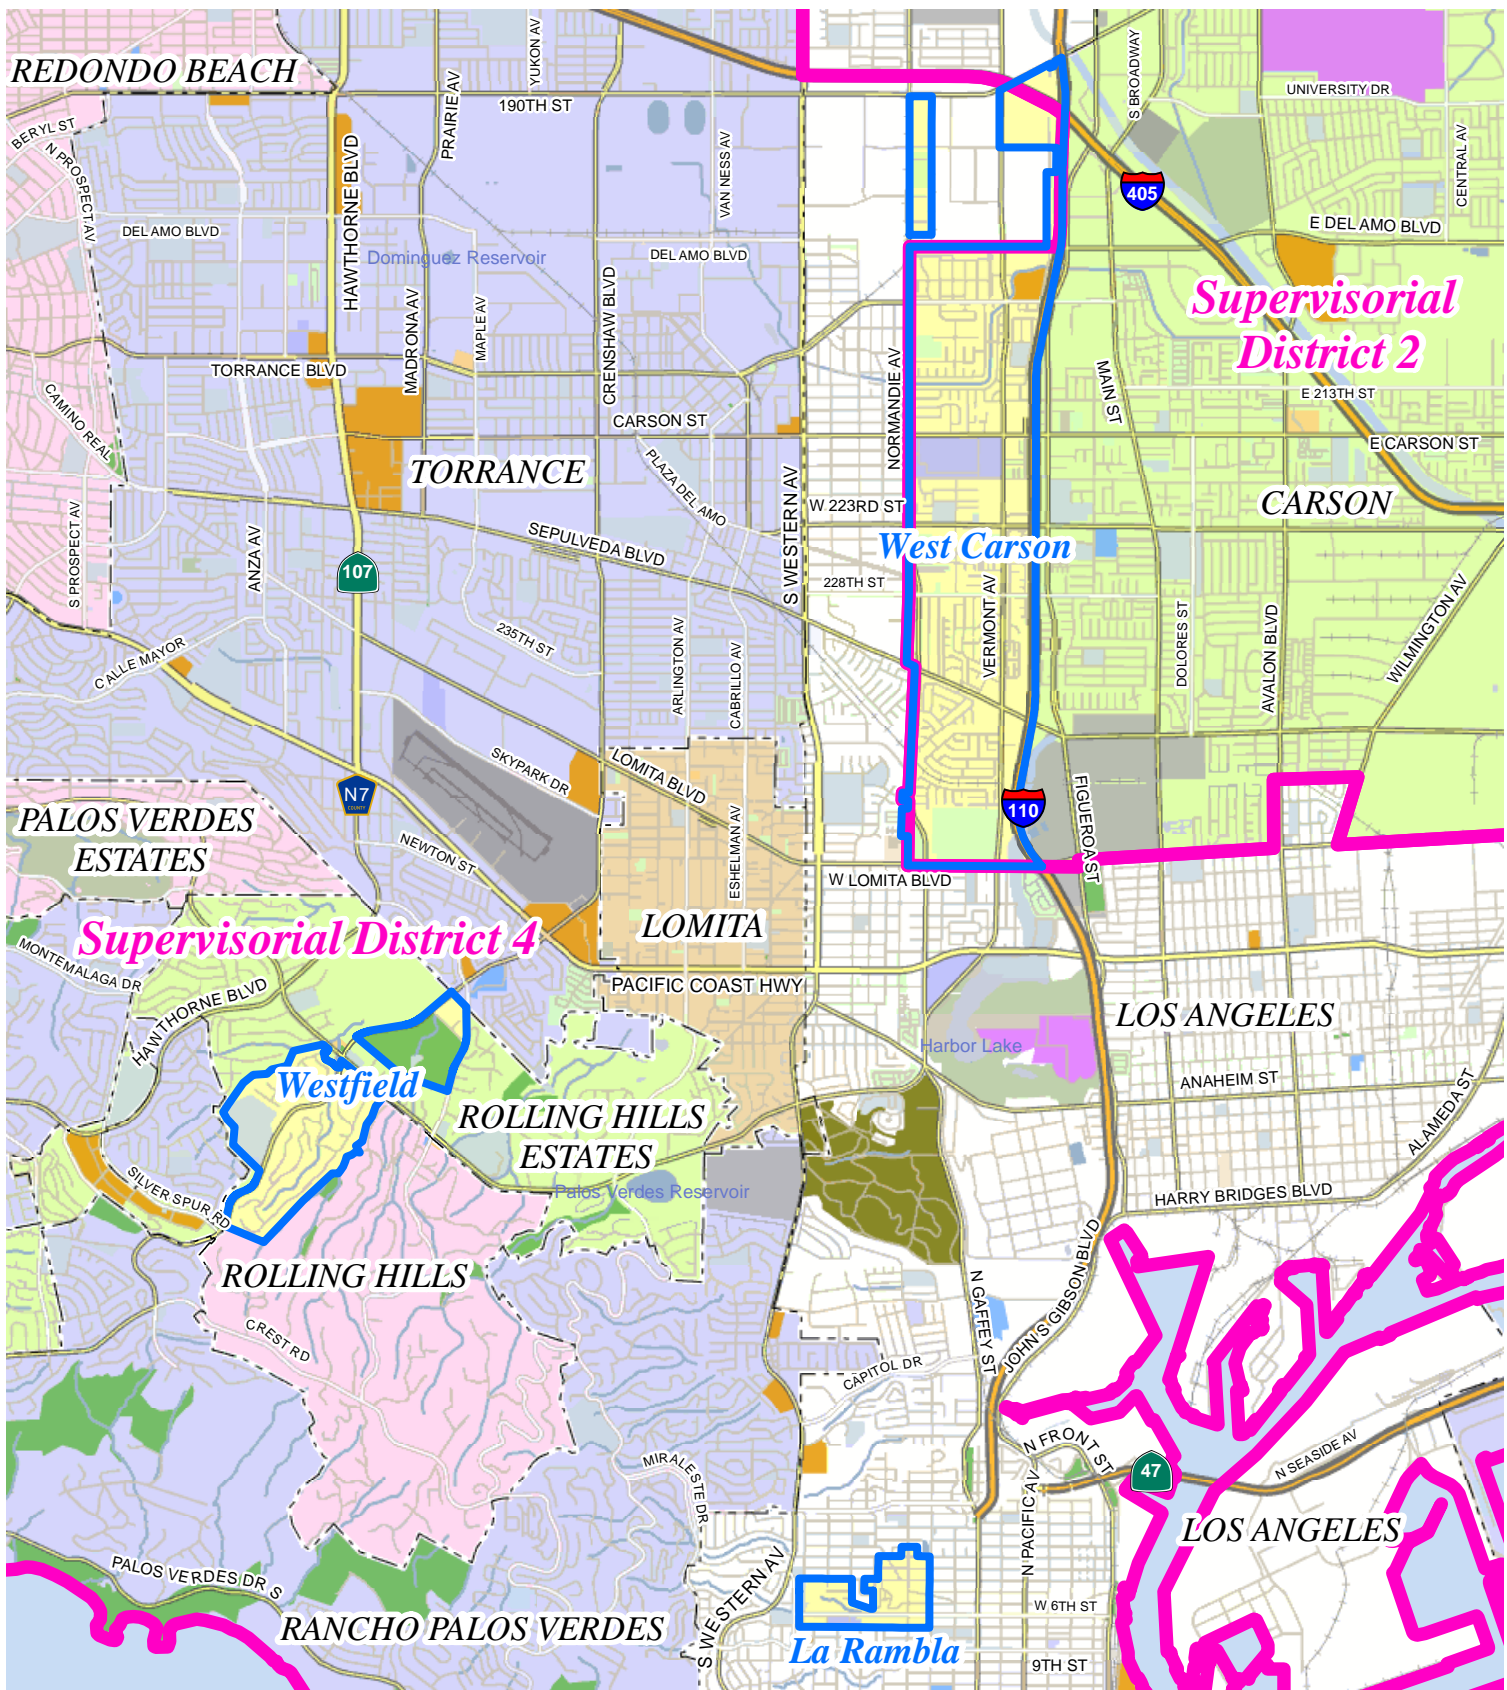 REDONDO BEACH
BERYL ST
N PROSPECT AV
190TH ST
YUKON AV
PRAIRIE AV
HAWTHORNE BLVD
VAN NESS AV
S BROADWAY
UNIVERSITY DR
CENTRAL AV
405
DEL AMO BLVD
Dominguez Reservoir
DEL AMO BLVD
E DEL AMO BLVD
Supervisorial
District 2
MADRONA AV
MAPLE AV
CRENSHAW BLVD
TORRANCE BLVD
CAMINO REAL
CARSON ST
NORMANDIE AV
MAIN ST
E 213TH ST
E CARSON ST
TORRANCE
PLAZA DEL AMO
S WESTERN AV
W 223RD ST
CARSON
S PROSPECT AV
ANZA AV
107
SEPULVEDA BLVD
West Carson
228TH ST
VERMONT AV
DOLORES ST
AVALON BLVD
WILMINGTON AV
CALLE MAYOR
235TH ST
ARLINGTON AV
CABRILLO AV
SKYPARK DR
LOMITA BLVD
N7
COUNTY
PALOS VERDES
ESTATES
NEWTON ST
ESHELMAN AV
110
FIGUEROA ST
W LOMITA BLVD
LOMITA
Supervisorial District 4
MONTEMALAGA DR
HAWTHORNE BLVD
PACIFIC COAST HWY
LOS ANGELES
Harbor Lake
Westfield
ANAHEIM ST
ALAMEDA ST
ROLLING HILLS
ESTATES
SILVER SPUR RD
Palos Verdes Reservoir
HARRY BRIDGES BLVD
ROLLING HILLS
CREST RD
N GAFFEY ST
JOHN S GIBSON BLVD
CAPITOL DR
MIRALESTE DR
N FRONT ST
47
N SEASIDE AV
N PACIFIC AV
LOS ANGELES
PALOS VERDES DR S
RANCHO PALOS VERDES
S WESTERN AV
W 6TH ST
La Rambla
9TH ST